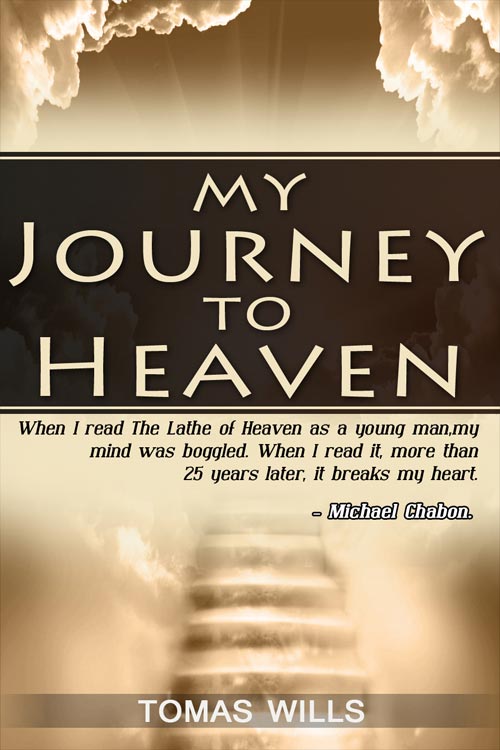 MY
JOURNEY
TO
HEAVEN
When I read The Lathe of Heaven as a young man,my
mind was boggled. When I read it, more than
25 years later, it breaks my heart.
- Michael Chabon.
TOMAS WILLS